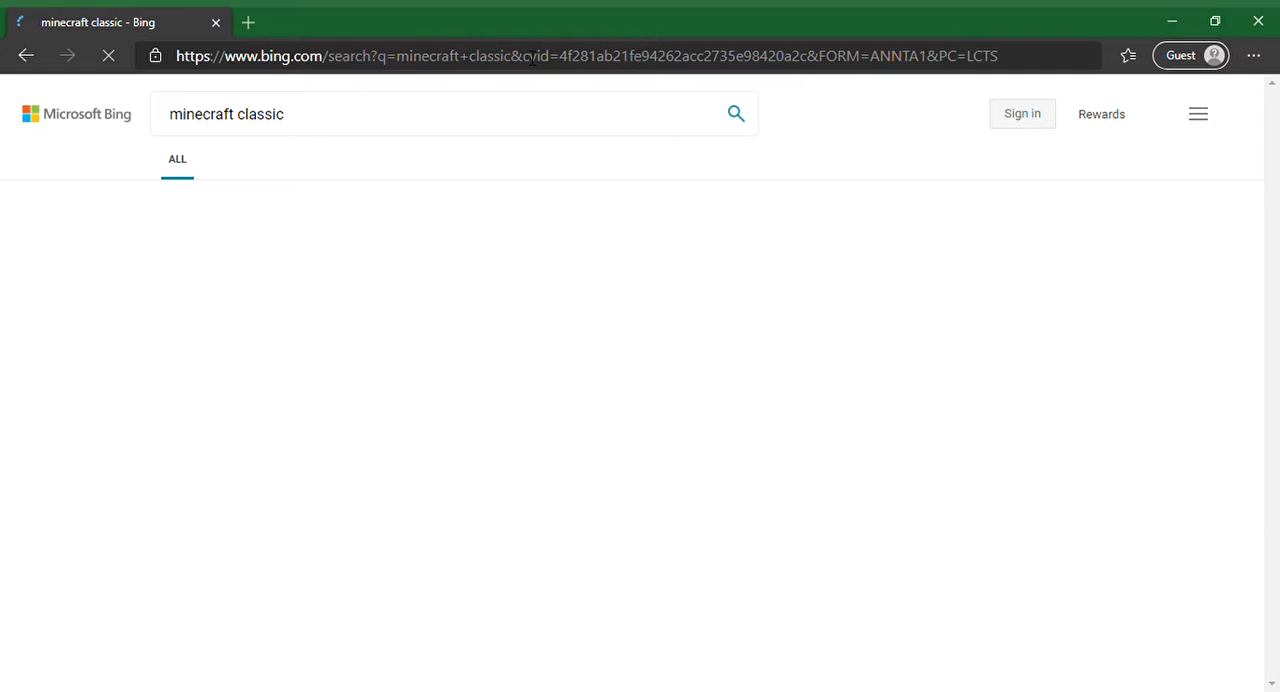 minecraft classic - Bing
https://www.bing.com/search?q=minecraft+classic&cvid=4f281ab21fe94262acc2735e98420a2c&FORM=ANNTA1&PC=LCTS
Guest
Microsoft Bing
minecraft classic
Sign in
Rewards
ALL